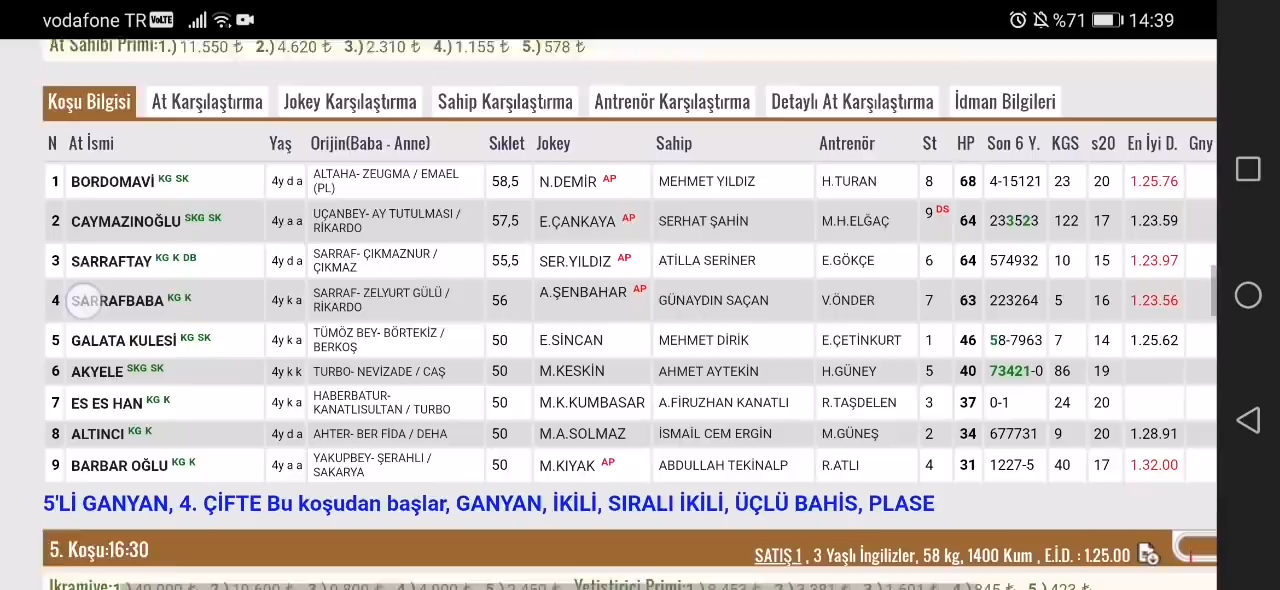 vodafone TR VoLTE %71 14:39
At Sahibi Primi:1.) 11.550 ₺ 2.) 4.620 ₺ 3.) 2.310 ₺ 4.) 1.155 ₺ 5.) 578 ₺
Koşu Bilgisi At Karşılaştırma Jokey Karşılaştırma Sahip Karşılaştırma Antrenör Karşılaştırma Detaylı At Karşılaştırma İdman Bilgileri
N At İsmi Yaş Orijin(Baba - Anne) Sıklet Jokey Sahip Antrenör St HP Son 6 Y. KGS s20 En İyi D. Gny
1 BORDOMAVİ KG SK 4y d a ALTAHA- ZEUGMA / EMAEL (PL) 58,5 N.DEMİR AP MEHMET YILDIZ H.TURAN 8 68 4-15121 23 20 1.25.76
2 CAYMAZINOĞLU SKG SK 4y a a UÇANBEY- AY TUTULMASI / RİKARDO 57,5 E.ÇANKAYA AP SERHAT ŞAHİN M.H.ELĞAÇ 9 DS 64 233523 122 17 1.23.59
3 SARRAFTAY KG K DB 4y d a SARRAF- ÇIKMAZNUR / ÇIKMAZ 55,5 SER.YILDIZ AP ATİLLA SERİNER E.GÖKÇE 6 64 574932 10 15 1.23.97
4 SARRAFBABA KG K 4y k a SARRAF- ZELYURT GÜLÜ / RİKARDO 56 A.ŞENBAHAR AP GÜNAYDIN SAÇAN V.ÖNDER 7 63 223264 5 16 1.23.56
5 GALATA KULESİ KG SK 4y k a TÜMÖZ BEY- BÖRTEKİZ / BERKOŞ 50 E.SİNCAN MEHMET DİRİK E.ÇETİNKURT 1 46 58-7963 7 14 1.25.62
6 AKYELE SKG SK 4y k k TURBO- NEVİZADE / CAŞ 50 M.KESKİN AHMET AYTEKİN H.GÜNEY 5 40 73421-0 86 19
7 ES ES HAN KG K 4y k a HABERBATUR- KANATLISULTAN / TURBO 50 M.K.KUMBASAR A.FİRUZHAN KANATLI R.TAŞDELEN 3 37 0-1 24 20
8 ALTINCI KG K 4y d a AHTER- BER FİDA / DEHA 50 M.A.SOLMAZ İSMAİL CEM ERGİN M.GÜNEŞ 2 34 677731 9 20 1.28.91
9 BARBAR OĞLU KG K 4y a a YAKUPBEY- ŞERAHLI / SAKARYA 50 M.KIYAK AP ABDULLAH TEKİNALP R.ATLI 4 31 1227-5 40 17 1.32.00
5'Lİ GANYAN, 4. ÇİFTE Bu koşudan başlar, GANYAN, İKİLİ, SIRALI İKİLİ, ÜÇLÜ BAHİS, PLASE
5. Koşu:16:30 SATIŞ 1 , 3 Yaşlı İngilizler, 58 kg, 1400 Kum , E.İ.D. : 1.25.00